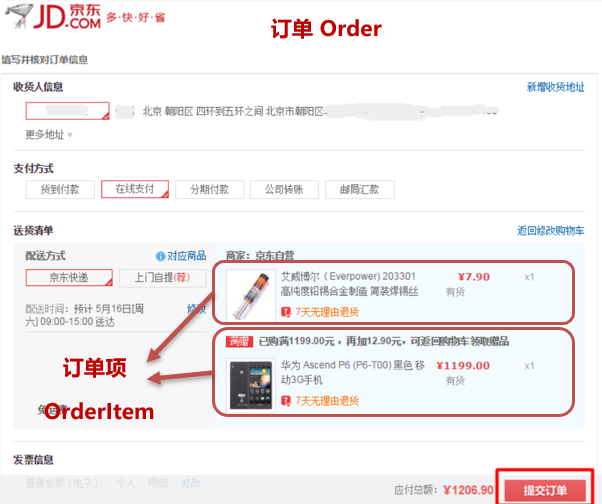 JD.COM 京东 多·快·好·省
订单 Order
填写并核对订单信息
收货人信息 新增收货地址
北京 朝阳区 四环到五环之间 北京市朝阳区
更多地址
支付方式
货到付款 在线支付 分期付款 公司转账 邮局汇款
送货清单 返回修改购物车
配送方式 对应商品
京东快递 上门自提(荐)
配送时间：预计 5月16日[周六] 09:00-15:00 送达 修改
商家：京东自营
艾威博尔（Everpower) 203301 ¥7.90 x1
高纯度铅锡合金制造 简装焊锡丝 有货
7天无理由退货
满赠 已购满1199.00元，再加12.90元，可返回购物车领取赠品
华为 Ascend P6 (P6-T00) 黑色 移动3G手机 ¥1199.00 x1
有货
7天无理由退货
订单项
OrderItem
发票信息
普通发票（电子） 个人 明细 修改
应付总额：¥1206.90 提交订单